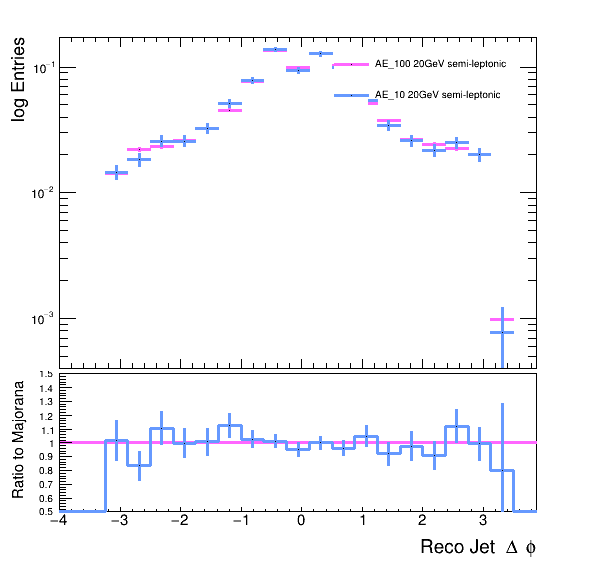 log Entries
10⁻¹
10⁻²
10⁻³
AE_100 20GeV semi-leptonic
AE_10 20GeV semi-leptonic
Ratio to Majorana
1.5
1.4
1.3
1.2
1.1
1
0.9
0.8
0.7
0.6
0.5
−4 −3 −2 −1 0 1 2 3
Reco Jet Δ ϕ